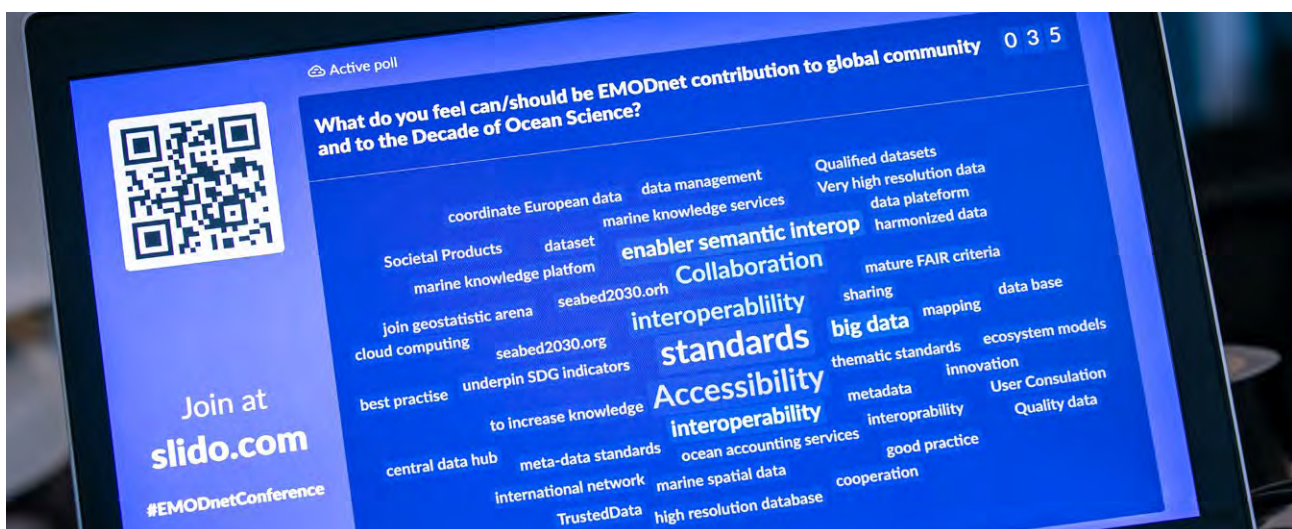 Active poll
What do you feel can/should be EMODnet contribution to global community
and to the Decade of Ocean Science?
0 3 5
coordinate European data
data management
Qualified datasets
Very high resolution data
marine knowledge services
data plateform
Societal Products
dataset
enabler semantic interop
harmonized data
marine knowledge platfom
Collaboration
mature FAIR criteria
join geostatistic arena
seabed2030.orh
interoperablility
sharing
data base
cloud computing
seabed2030.org
standards
big data
mapping
best practise
underpin SDG indicators
thematic standards
ecosystem models
to increase knowledge
Accessibility
metadata
innovation
User Consulation
interoperability
interoprability
Quality data
central data hub
meta-data standards
ocean accounting services
good practice
international network
marine spatial data
cooperation
TrustedData
high resolution database
Join at
slido.com
#EMODnetConference